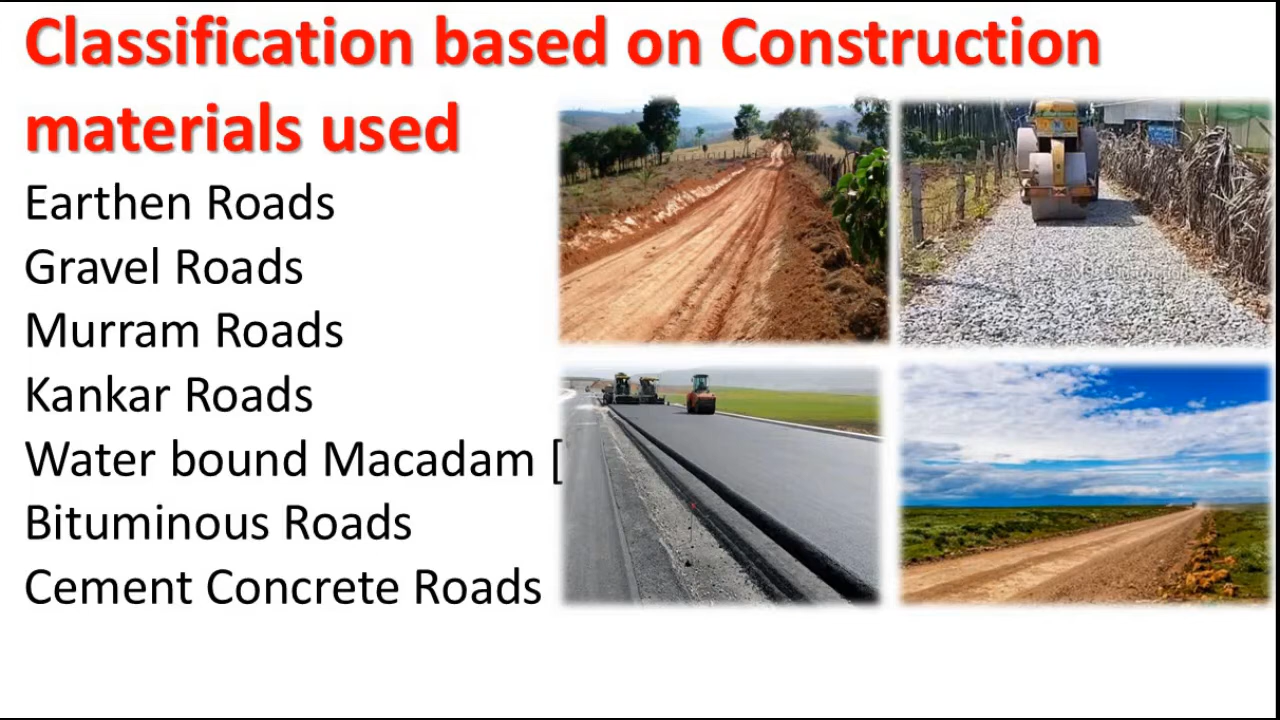 Classification based on Construction
materials used
Earthen Roads
Gravel Roads
Murram Roads
Kankar Roads
Water bound Macadam [
Bituminous Roads
Cement Concrete Roads